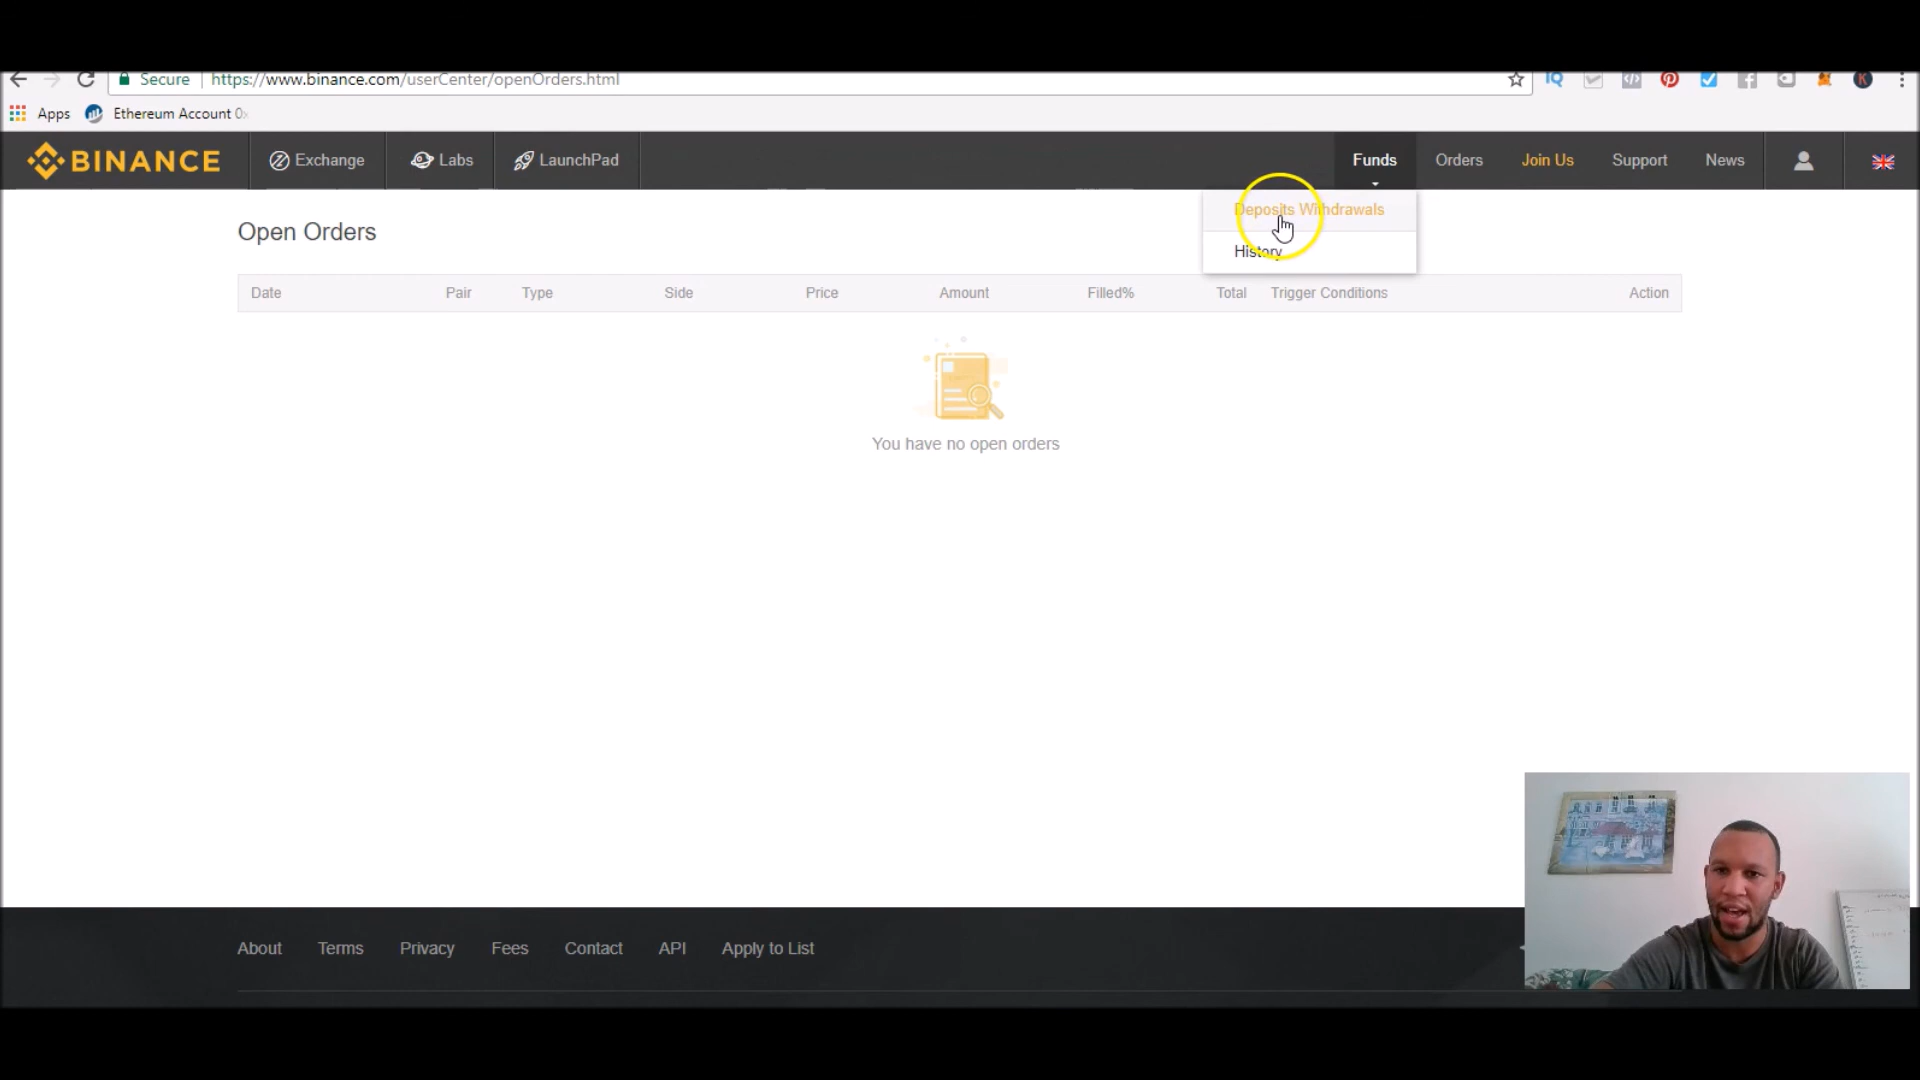 Secure https://www.binance.com/userCenter/openOrders.html
Apps Ethereum Account 0x
BINANCE Exchange Labs LaunchPad Funds Orders Join Us Support News
Deposits Withdrawals
History
Open Orders
Date Pair Type Side Price Amount Filled% Total Trigger Conditions Action
You have no open orders
About Terms Privacy Fees Contact API Apply to List